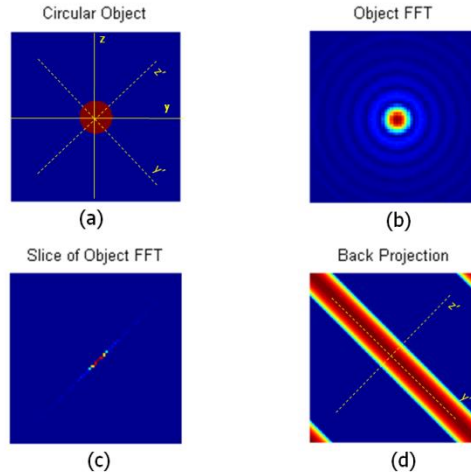 Circular Object
z
z'
y
y'
(a)
Object FFT
(b)
Slice of Object FFT
(c)
Back Projection
z'
y'
(d)